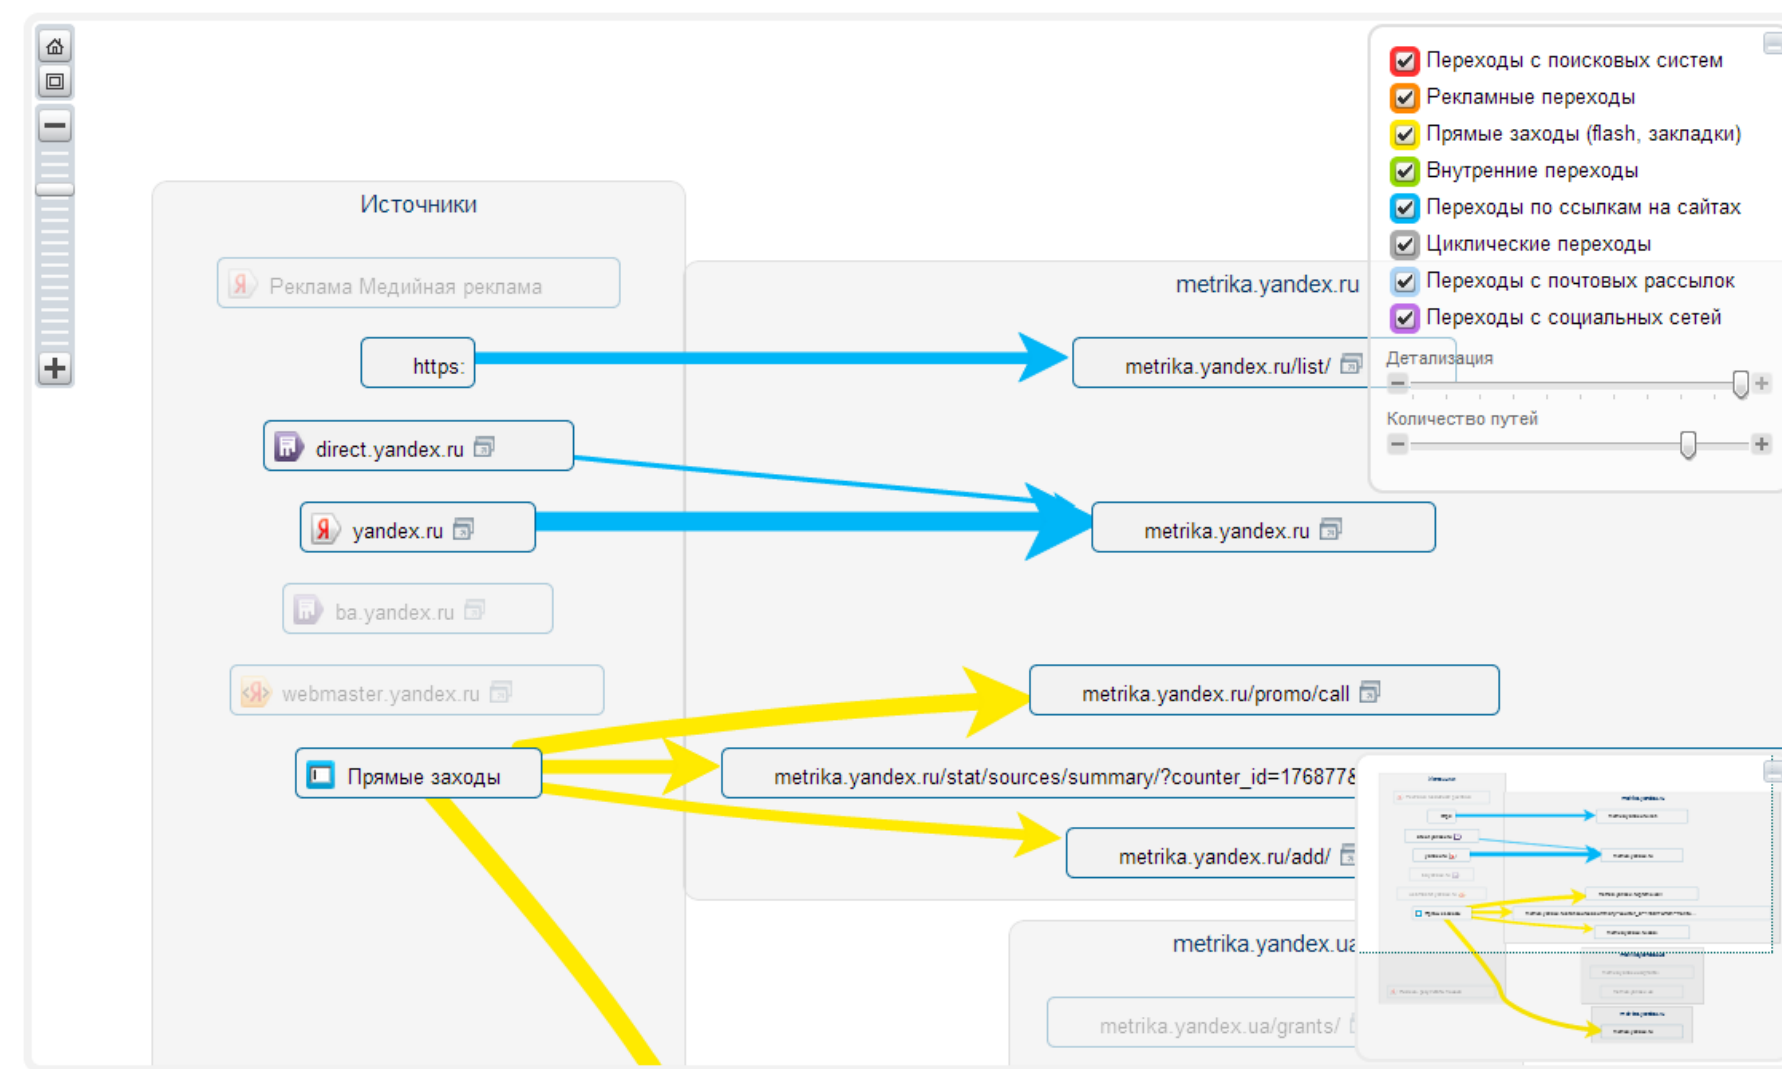 Источники
Реклама Медийная реклама
https:
direct.yandex.ru
yandex.ru
ba.yandex.ru
webmaster.yandex.ru
Прямые заходы
metrika.yandex.ru
metrika.yandex.ru/list/
metrika.yandex.ru
metrika.yandex.ru/promo/call
metrika.yandex.ru/stat/sources/summary/?counter_id=176877&
metrika.yandex.ru/add/
metrika.yandex.ua
metrika.yandex.ua/grants/
Переходы с поисковых систем
Рекламные переходы
Прямые заходы (flash, закладки)
Внутренние переходы
Переходы по ссылкам на сайтах
Циклические переходы
Переходы с почтовых рассылок
Переходы с социальных сетей
Детализация
Количество путей